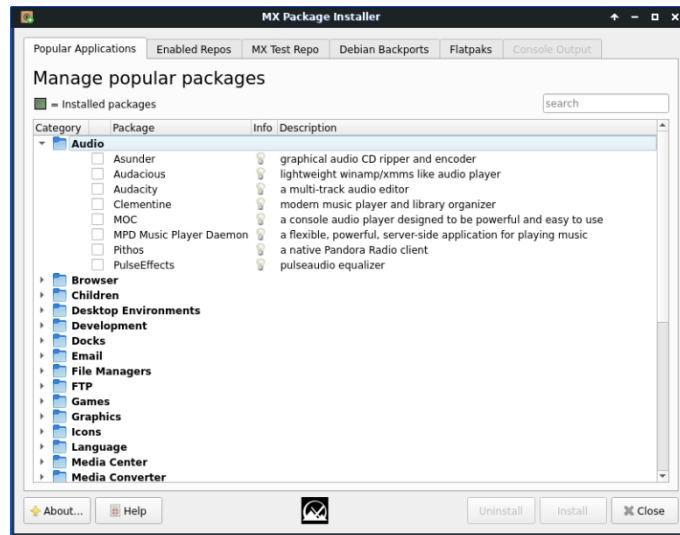 MX Package Installer
Popular Applications Enabled Repos MX Test Repo Debian Backports Flatpaks Console Output
Manage popular packages
= Installed packages search
Category Package Info Description
Audio
Asunder graphical audio CD ripper and encoder
Audacious lightweight winamp/xmms like audio player
Audacity a multi-track audio editor
Clementine modern music player and library organizer
MOC a console audio player designed to be powerful and easy to use
MPD Music Player Daemon a flexible, powerful, server-side application for playing music
Pithos a native Pandora Radio client
PulseEffects pulseaudio equalizer
Browser
Children
Desktop Environments
Development
Docks
Email
File Managers
FTP
Games
Graphics
Icons
Language
Media Center
Media Converter
About... Help Uninstall Install Close